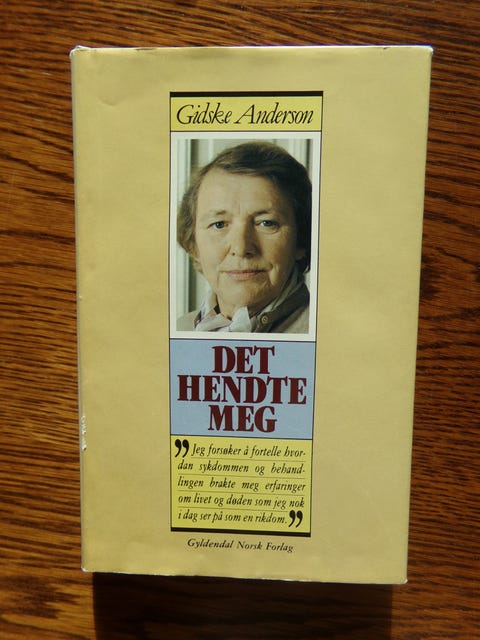 Gidske Anderson
DET
HENDTE
MEG
”Jeg forsøker å fortelle hvor-
dan sykdommen og behand-
lingen brakte meg erfaringer
om livet og døden som jeg nok
i dag ser på som en rikdom.”
Gyldendal Norsk Forlag